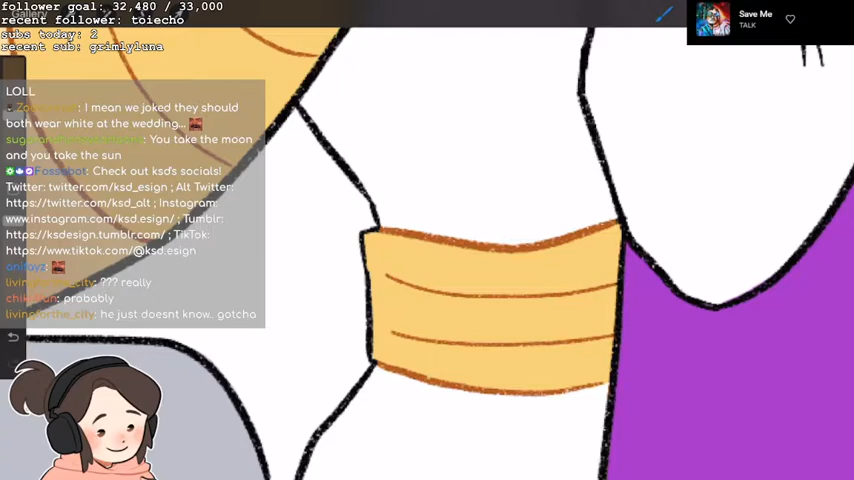 follower goal: 32,480 / 33,000
recent follower: toiecho
subs today: 2
recent sub: grimlyluna
Save Me
TALK
LOLL
: I mean we joked they should
both wear white at the wedding...
: You take the moon
and you take the sun
Fossabot: Check out ksd's socials!
Twitter: twitter.com/ksd_esign ; Alt Twitter:
https://twitter.com/ksd_alt ; Instagram:
www.instagram.com/ksd.esign/ ; Tumblr:
https://ksdesign.tumblr.com/ ; TikTok:
https://www.tiktok.com/@ksd.esign
livingforthe_city: ??? really
: probably
livingforthe_city: he just doesnt know.. gotcha